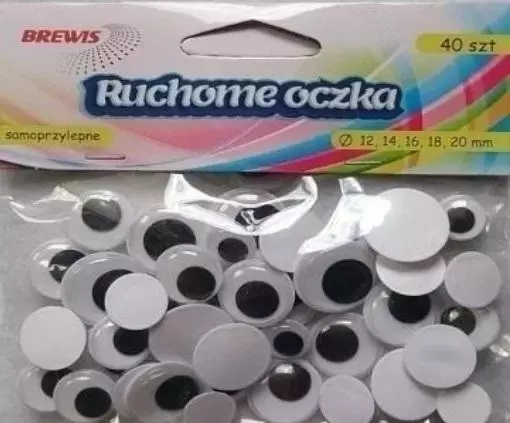 BREWIS
40 szt
Ruchome oczka
samoprzylepne
Ø 12, 14, 16, 18, 20 mm